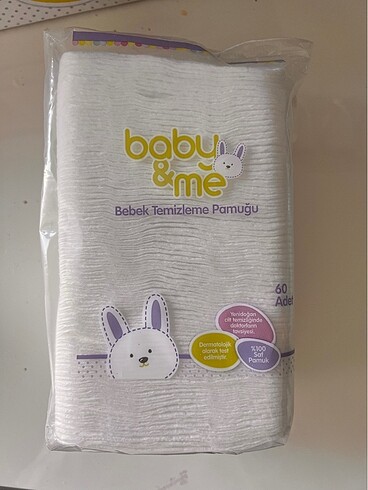 baby
&me
Bebek Temizleme Pamuğu
60
Adet
Yenidoğan
cilt temizliğinde
doktorların
tavsiyesi.
Dermatolojik
olarak test
edilmiştir.
%100
Saf
Pamuk